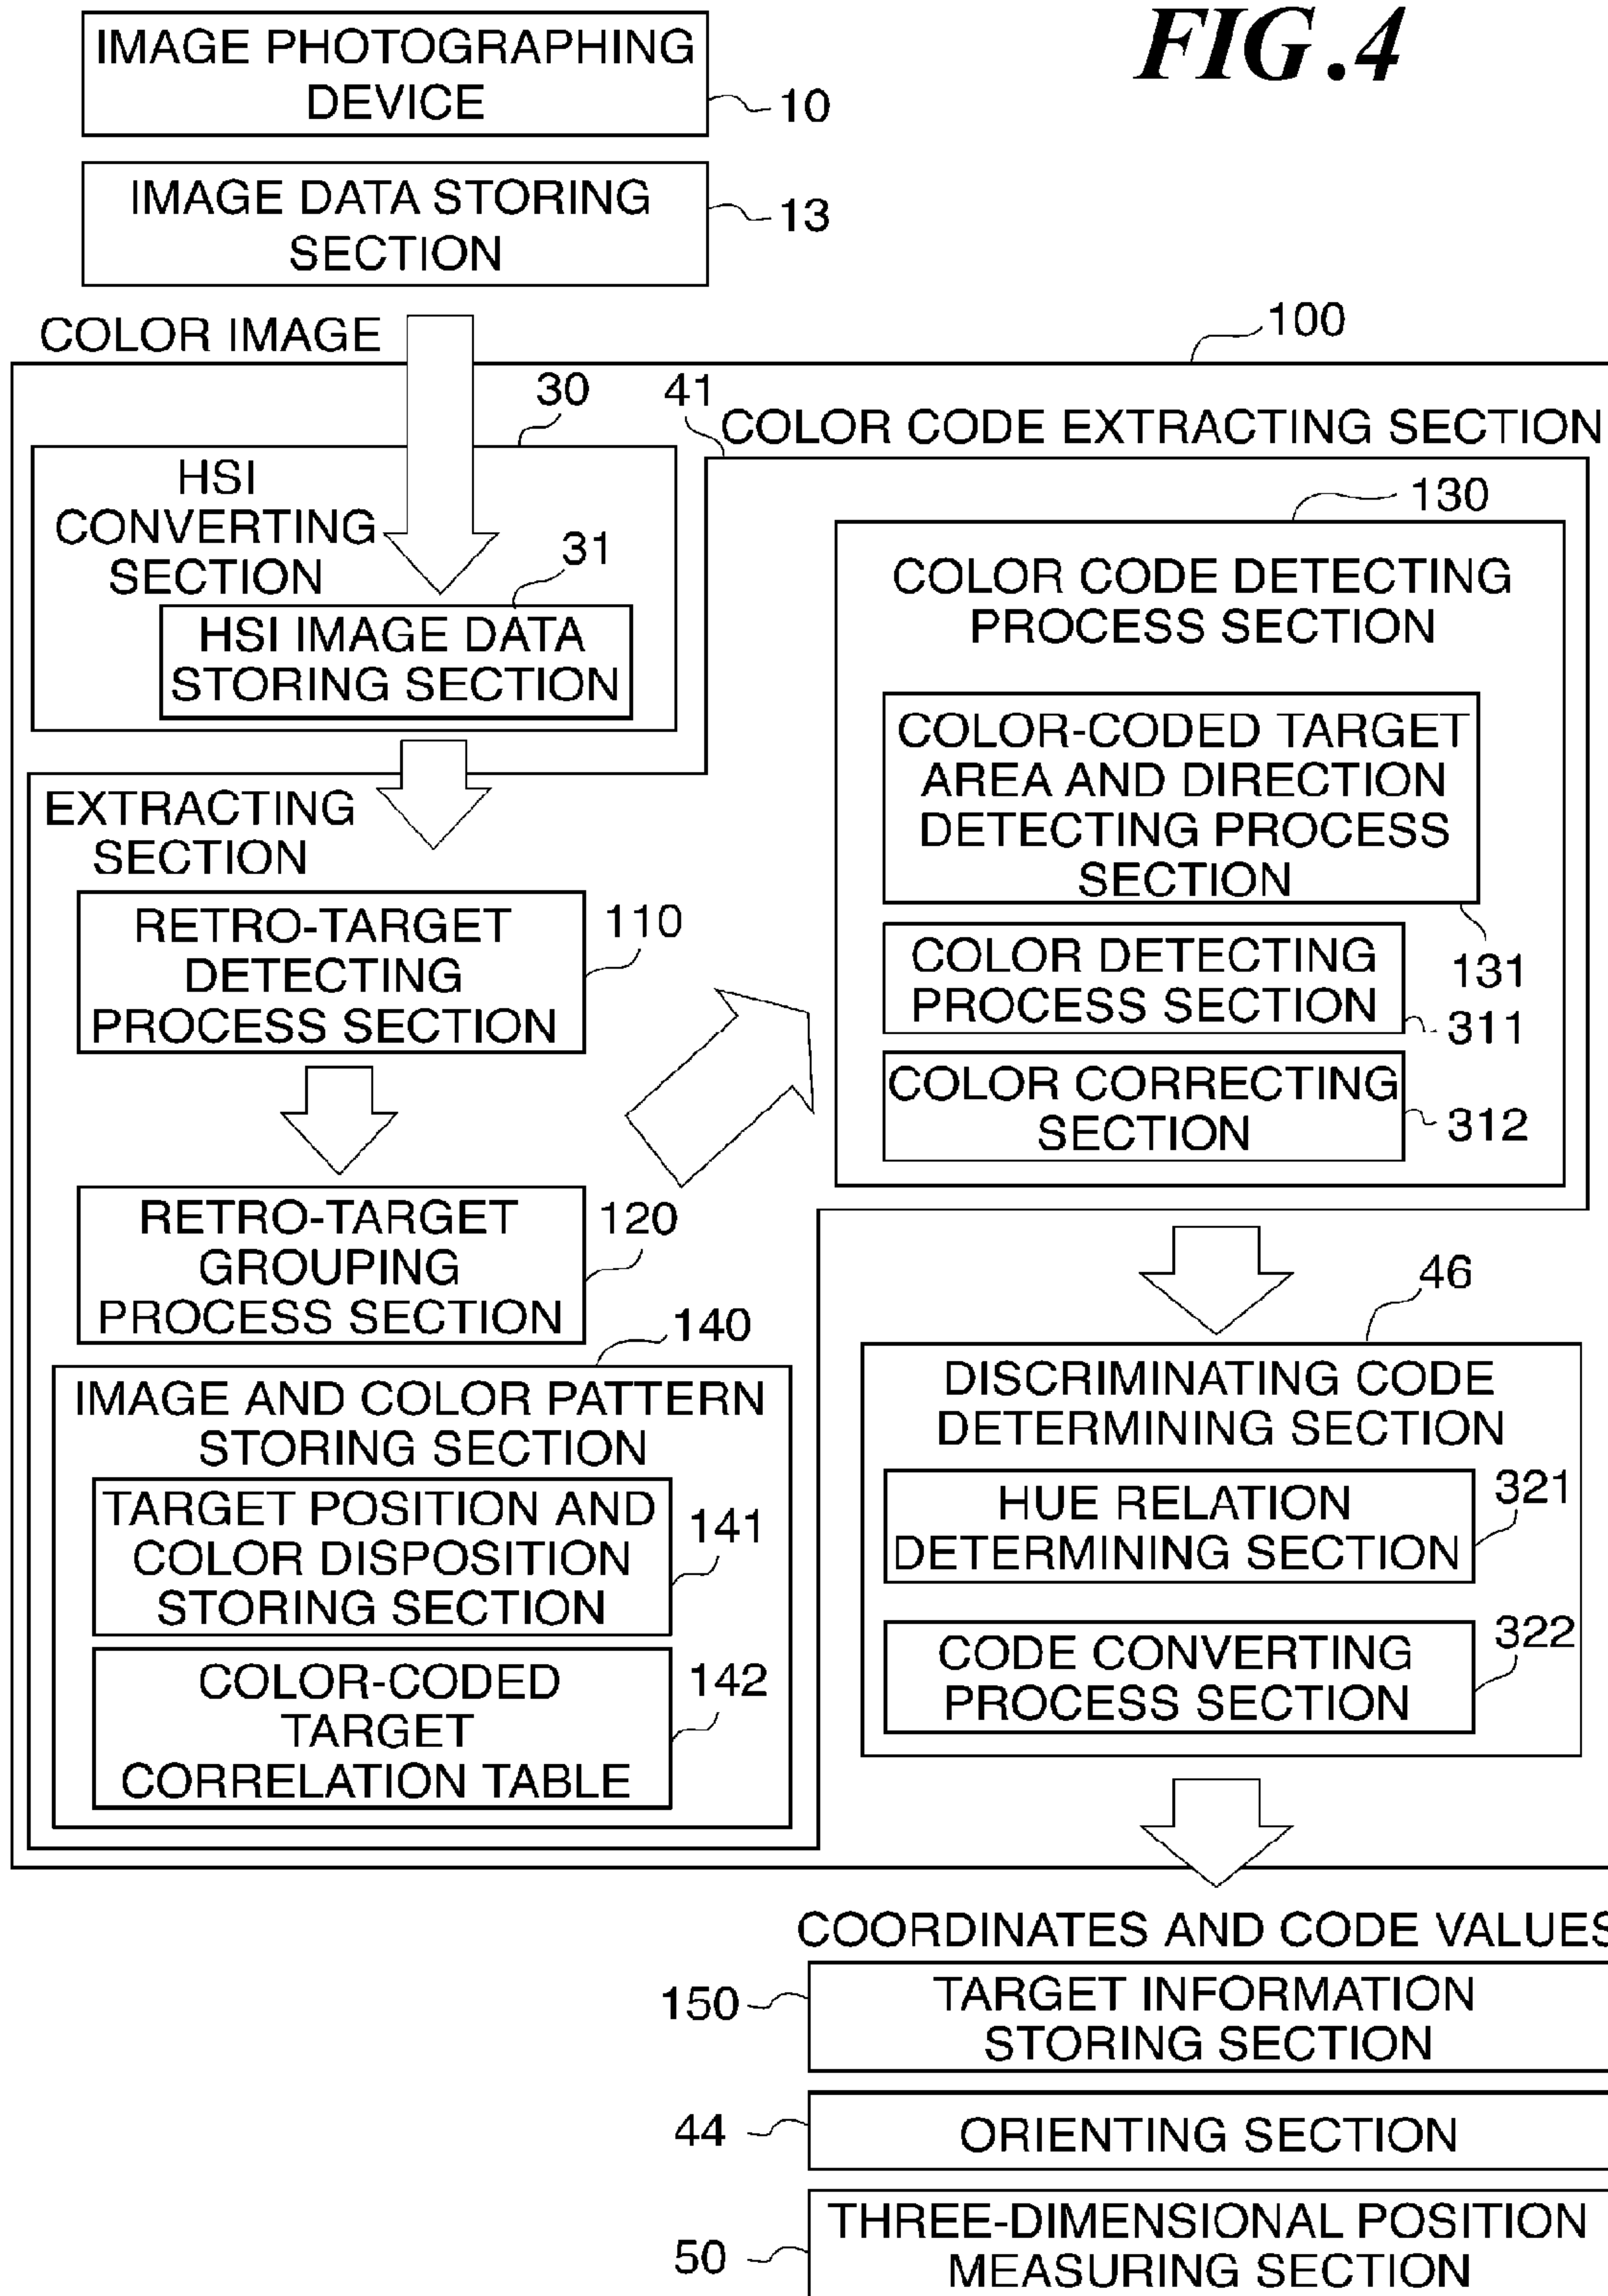 FIG.4
IMAGE PHOTOGRAPHING
DEVICE
10
IMAGE DATA STORING
SECTION
13
COLOR IMAGE
100
30
HSI
CONVERTING
SECTION
31
HSI IMAGE DATA
STORING SECTION
41
COLOR CODE EXTRACTING SECTION
EXTRACTING
SECTION
RETRO-TARGET
DETECTING
PROCESS SECTION
110
RETRO-TARGET
GROUPING
PROCESS SECTION
120
140
IMAGE AND COLOR PATTERN
STORING SECTION
TARGET POSITION AND
COLOR DISPOSITION
STORING SECTION
141
COLOR-CODED
TARGET
CORRELATION TABLE
142
130
COLOR CODE DETECTING
PROCESS SECTION
COLOR-CODED TARGET
AREA AND DIRECTION
DETECTING PROCESS
SECTION
131
COLOR DETECTING
PROCESS SECTION
311
COLOR CORRECTING
SECTION
312
46
DISCRIMINATING CODE
DETERMINING SECTION
HUE RELATION
DETERMINING SECTION
321
CODE CONVERTING
PROCESS SECTION
322
COORDINATES AND CODE VALUES
150
TARGET INFORMATION
STORING SECTION
44
ORIENTING SECTION
50
THREE-DIMENSIONAL POSITION
MEASURING SECTION